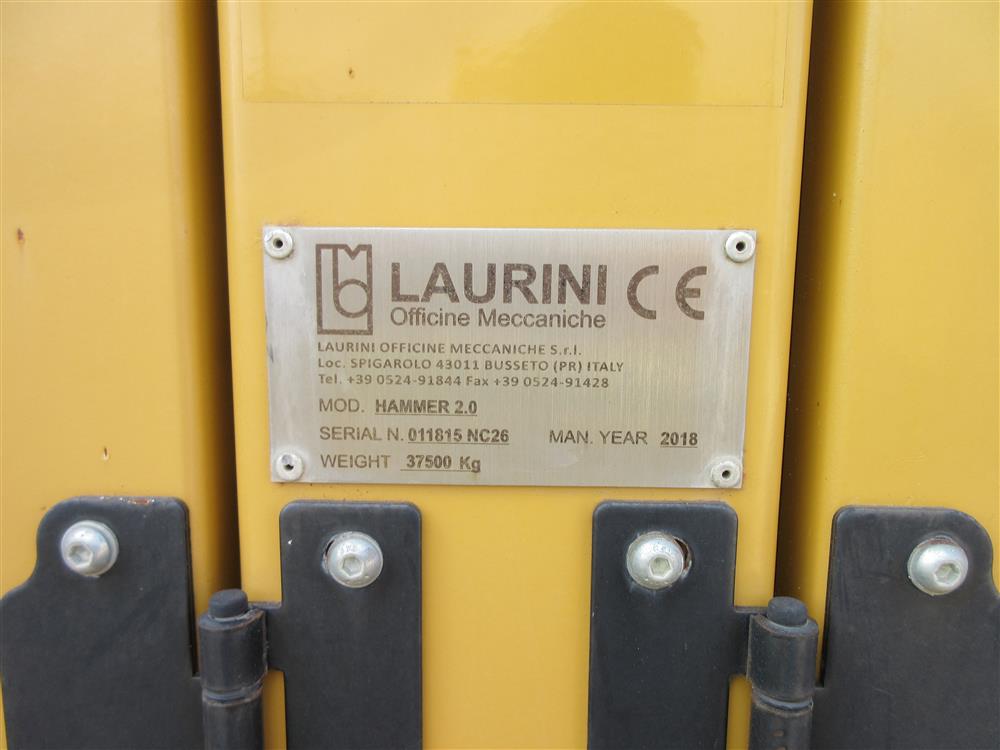 LAURINI CE
Officine Meccaniche
LAURINI OFFICINE MECCANICHE S.r.l.
Loc. SPIGAROLO 43011 BUSSETO (PR) ITALY
Tel. +39 0524-91844 Fax +39 0524-91428
MOD. HAMMER 2.0
SERIAL N. 011815 NC26 MAN. YEAR 2018
WEIGHT 37500 Kg